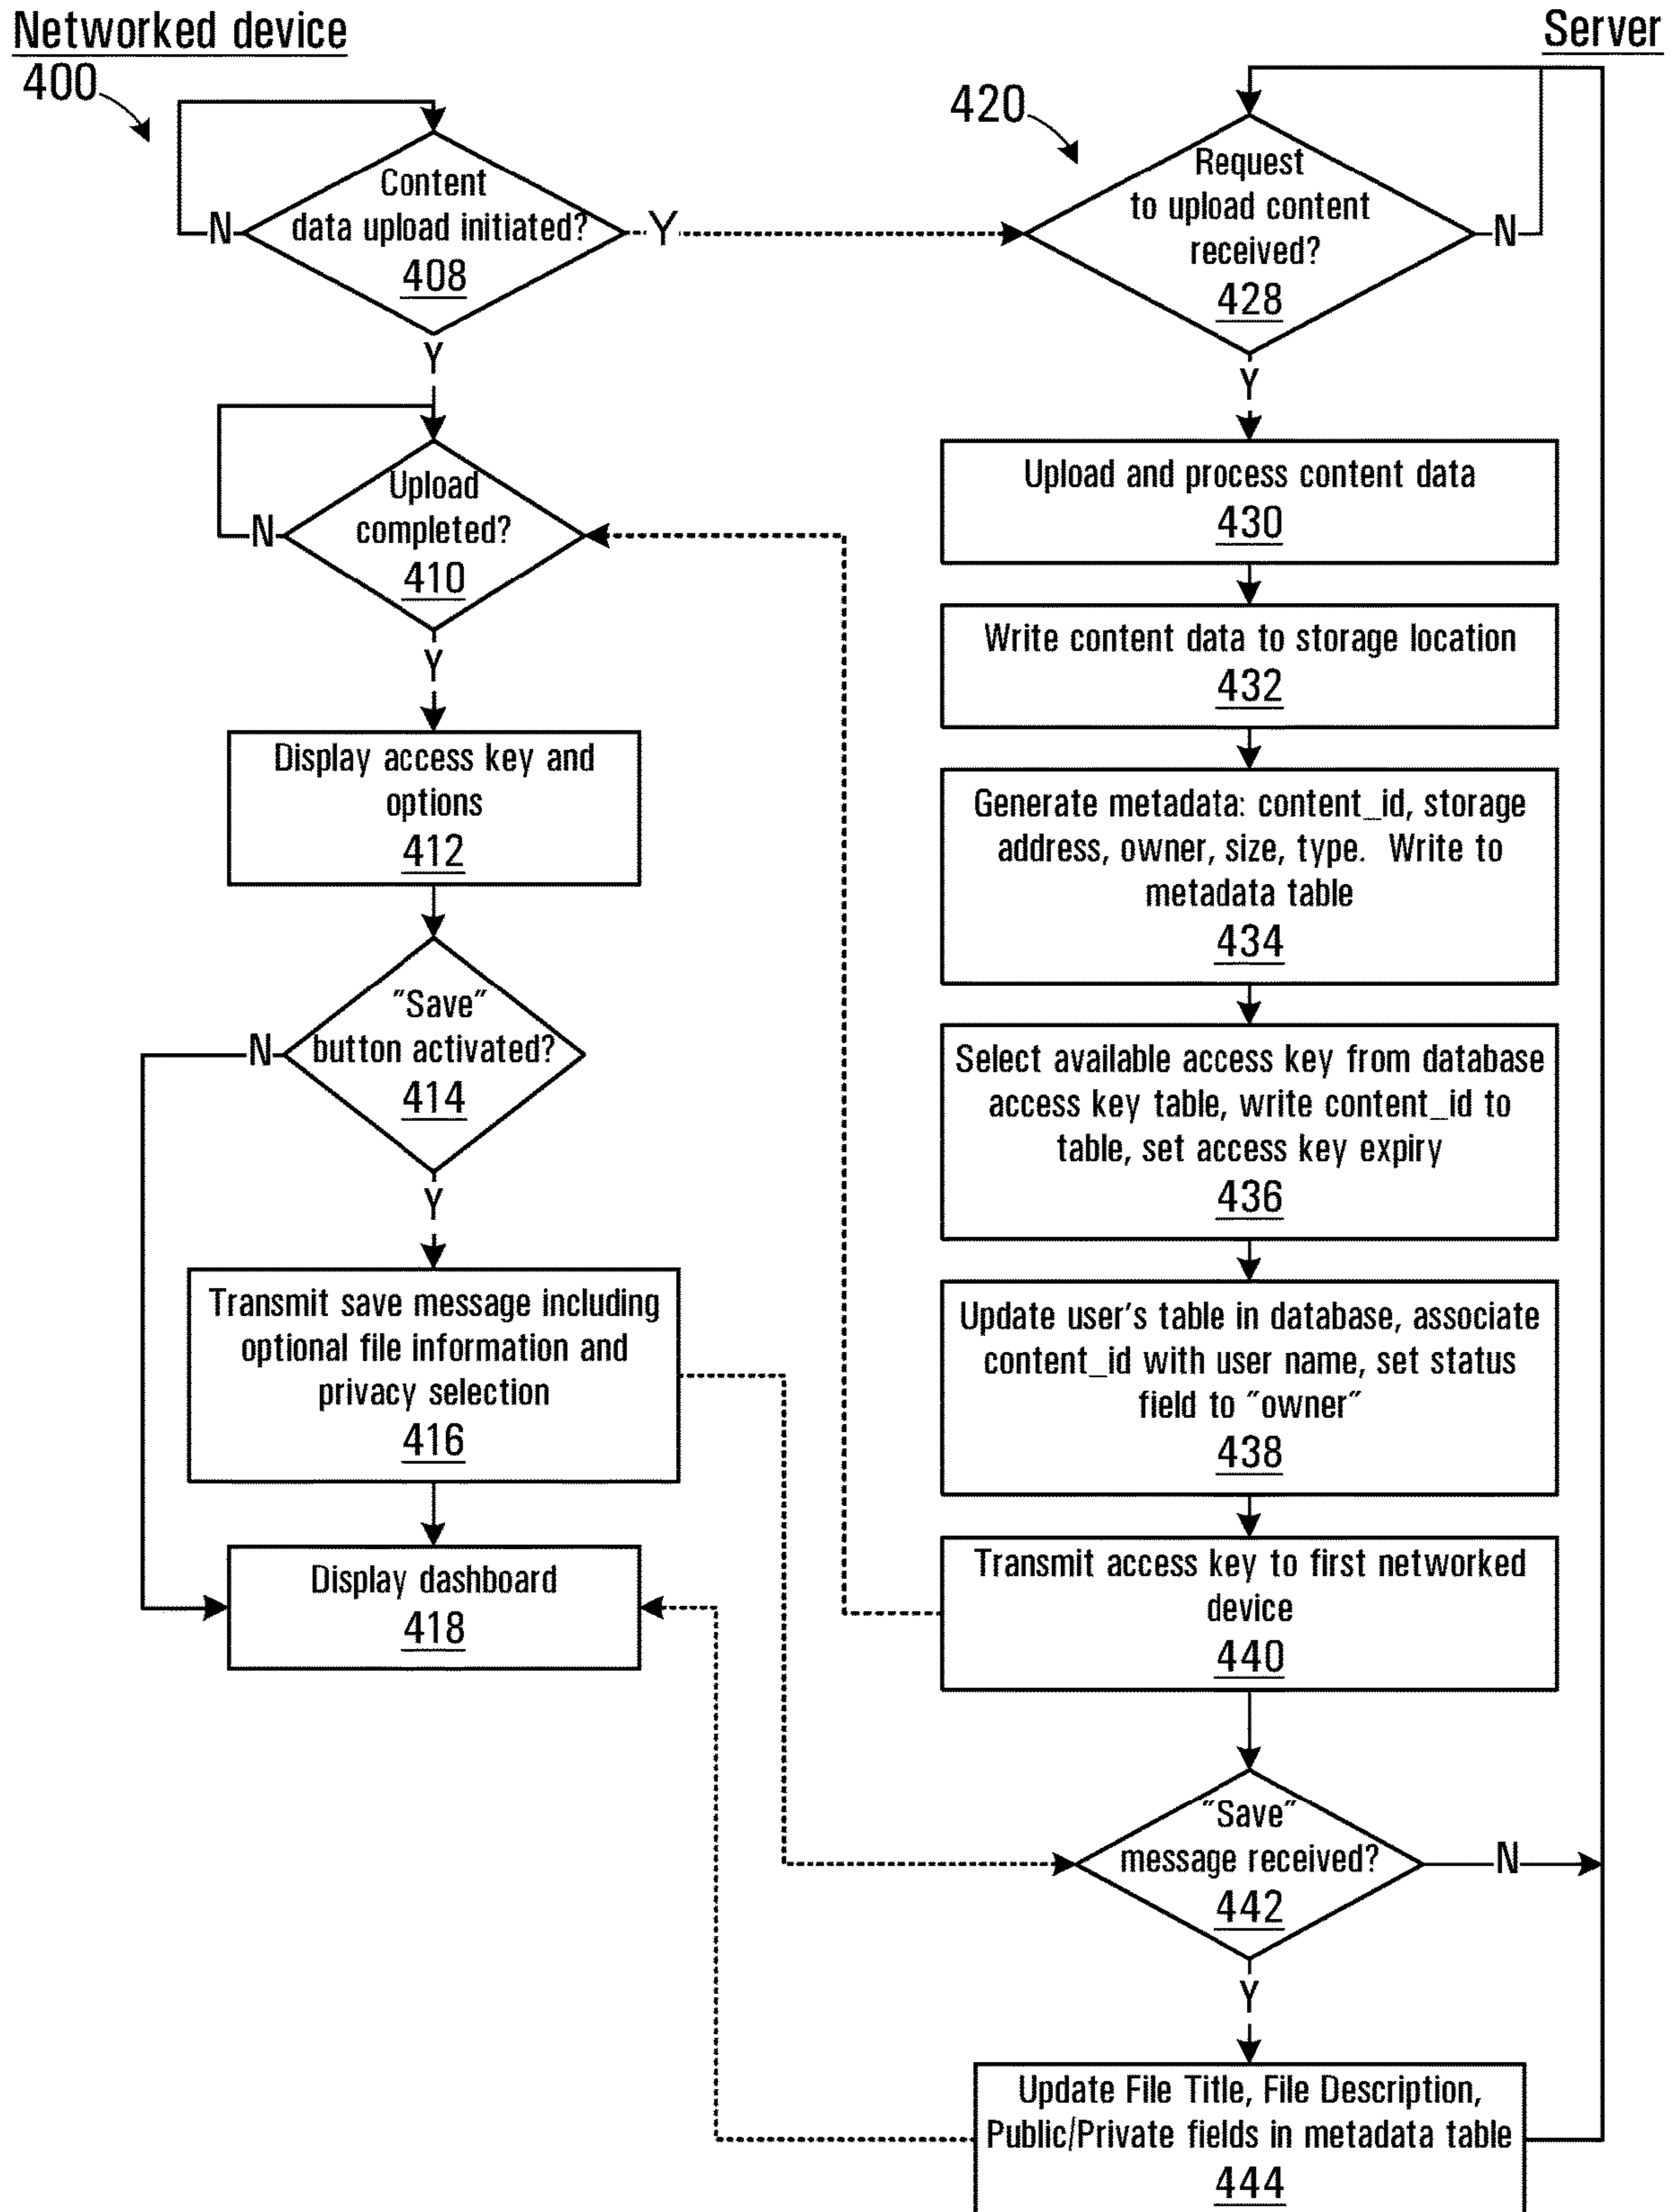 Networked device
400
Content
data upload initiated?
408
N
Y
Y
Upload
completed?
410
N
Y
Display access key and
options
412
"Save"
button activated?
414
N
Y
Transmit save message including
optional file information and
privacy selection
416
Display dashboard
418
Server
420
Request
to upload content
received?
428
N
Y
Upload and process content data
430
Write content data to storage location
432
Generate metadata: content_id, storage
address, owner, size, type. Write to
metadata table
434
Select available access key from database
access key table, write content_id to
table, set access key expiry
436
Update user's table in database, associate
content_id with user name, set status
field to "owner"
438
Transmit access key to first networked
device
440
"Save"
message received?
442
N
Y
Update File Title, File Description,
Public/Private fields in metadata table
444